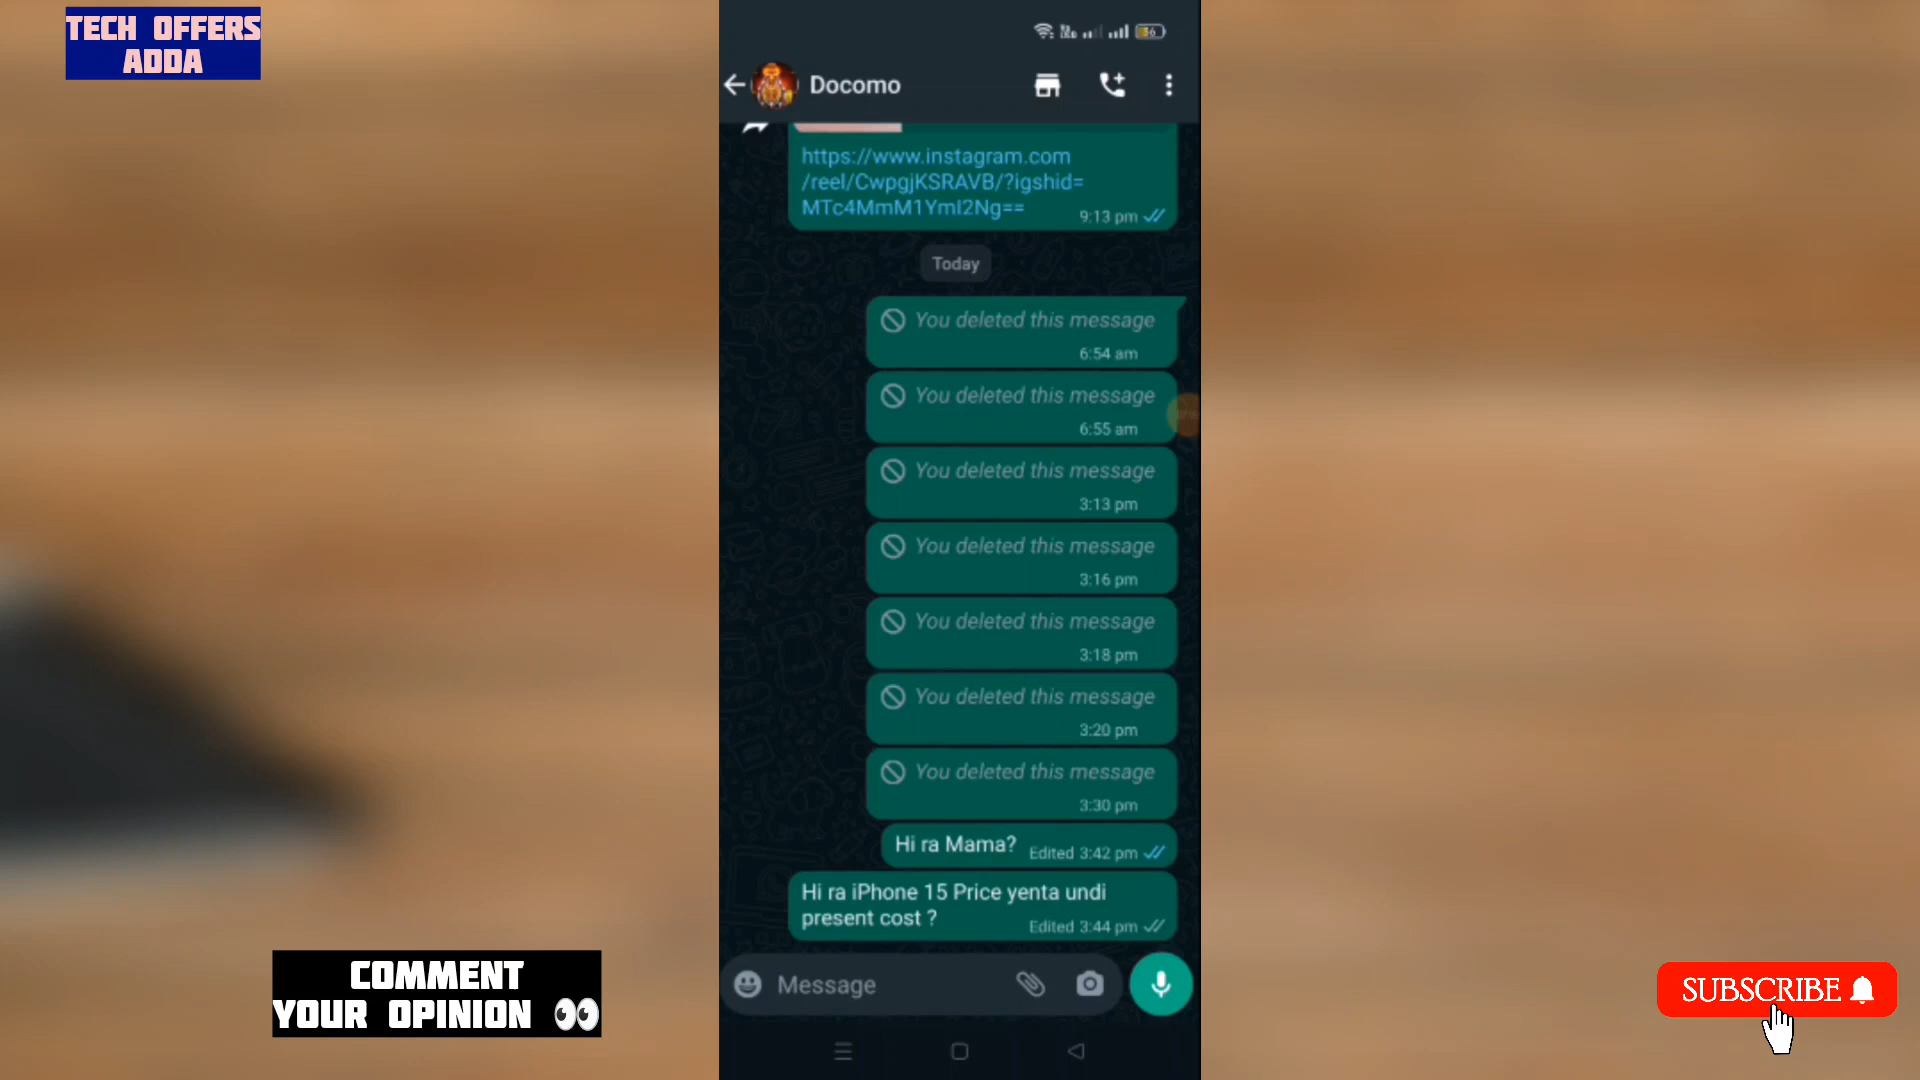 TECH OFFERS
ADDA
Docomo
https://www.instagram.com
/reel/CwpgjKSRAVB/?igshid=
MTc4MmM1YmI2Ng==
9:13 pm
Today
You deleted this message
6:54 am
You deleted this message
6:55 am
You deleted this message
3:13 pm
You deleted this message
3:16 pm
You deleted this message
3:18 pm
You deleted this message
3:20 pm
You deleted this message
3:30 pm
Hi ra Mama?
Edited 3:42 pm
Hi ra iPhone 15 Price yenta undi
present cost ?
Edited 3:44 pm
Message
COMMENT
YOUR OPINION
SUBSCRIBE